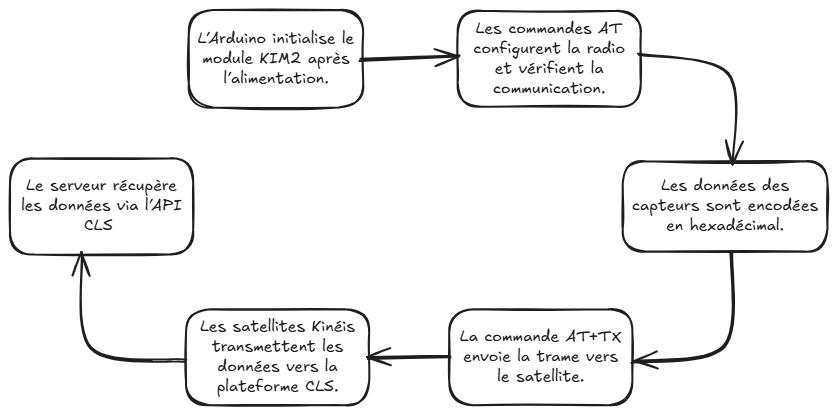 L'Arduino initialise le
module KIM2 après
l'alimentation.
Les commandes AT
configurent la radio
et vérifient la
communication.
Les données des
capteurs sont encodées
en hexadécimal.
La commande AT+TX
envoie la trame vers
le satellite.
Les satellites Kinéis
transmettent les
données vers la
plateforme CLS.
Le serveur récupère
les données via l'API
CLS